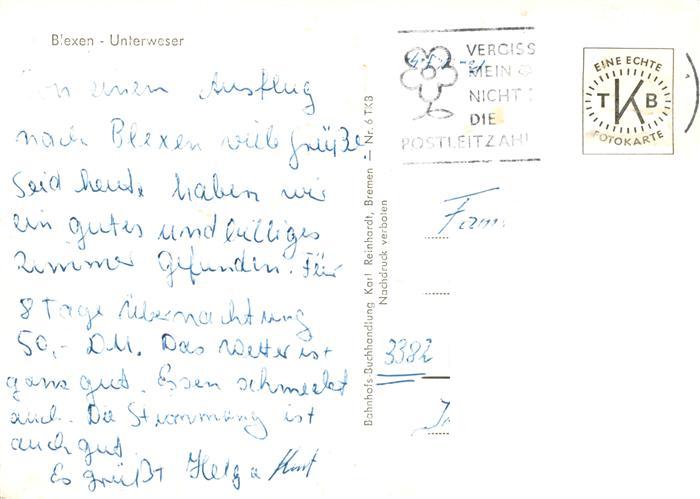 Blexen - Unterweser
Von einem Ausflug
nach Blexen viele Grüße.
Seid heute haben wir
ein gutes und billiges
Zimmer gefunden. Für
8 Tage Übernachtung
50,- DM. Das Wetter ist
ganz gut. Essen schmeckt
auch. Die Stimmung ist
auch gut.
Es grüßt Helga
Bahnhofs-Buchhandlung Karl Reinhardt, Bremen — Nr. 6 TKB
Nachdruck verboten
VERGISS
MEIN
NICHT
DIE
POSTLEITZAHL
EINE ECHTE
TKB
FOTOKARTE
Fam.
3382